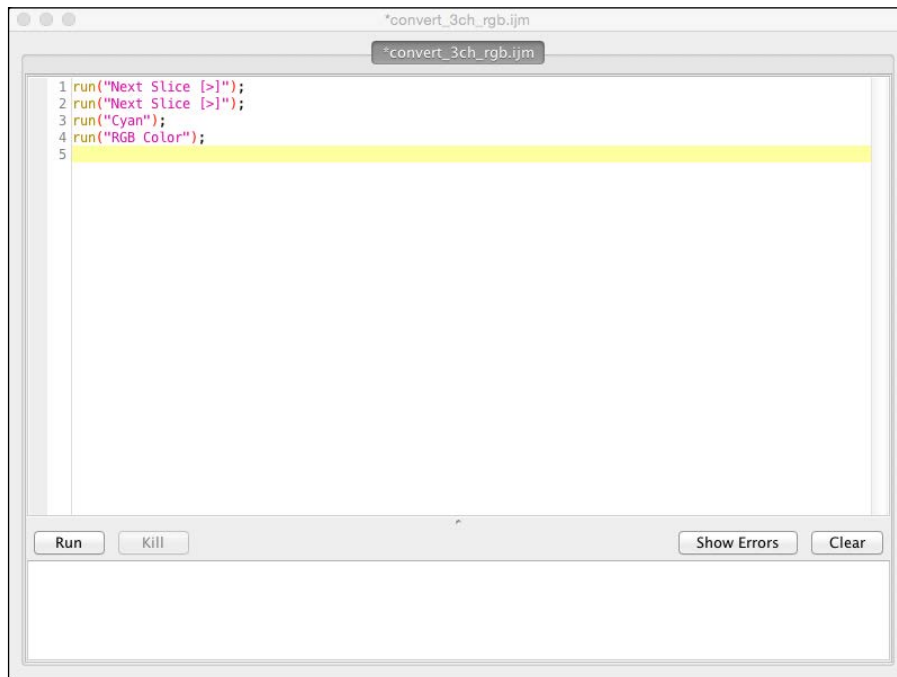 *convert_3ch_rgb.ijm
*convert_3ch_rgb.ijm
1 run("Next Slice [>]");
2 run("Next Slice [>]");
3 run("Cyan");
4 run("RGB Color");
5
Run Kill Show Errors Clear